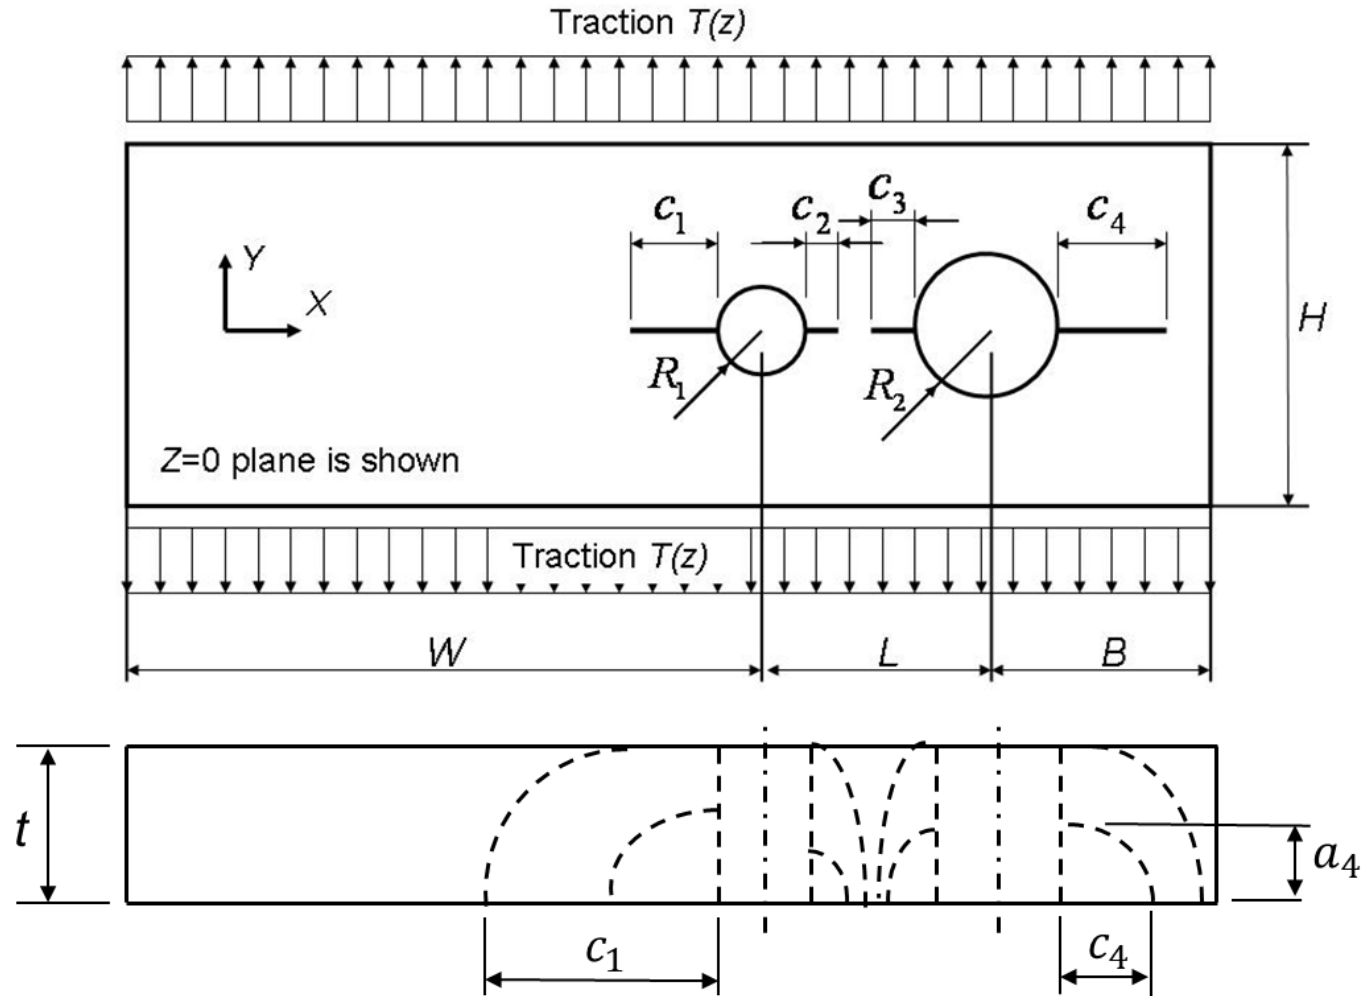 Traction T(z)
c₁
c₂
c₃
c₄
Y
X
H
R₁
R₂
Z=0 plane is shown
Traction T(z)
W
L
B
t
a₄
c₁
c₄